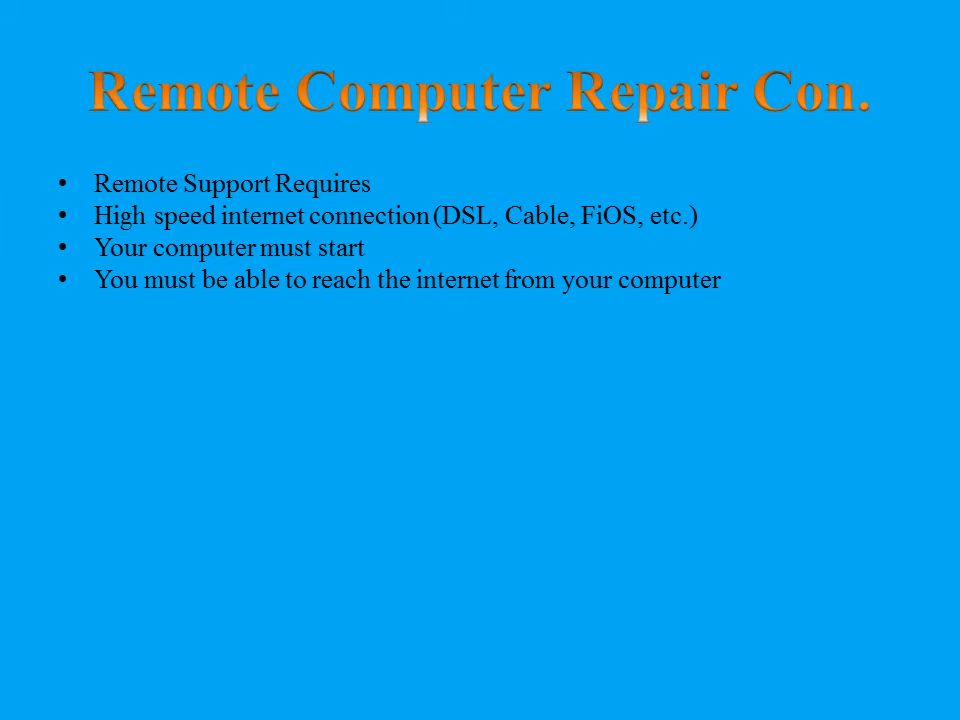 Remote Computer Repair Con.
• Remote Support Requires
• High speed internet connection (DSL, Cable, FiOS, etc.)
• Your computer must start
• You must be able to reach the internet from your computer